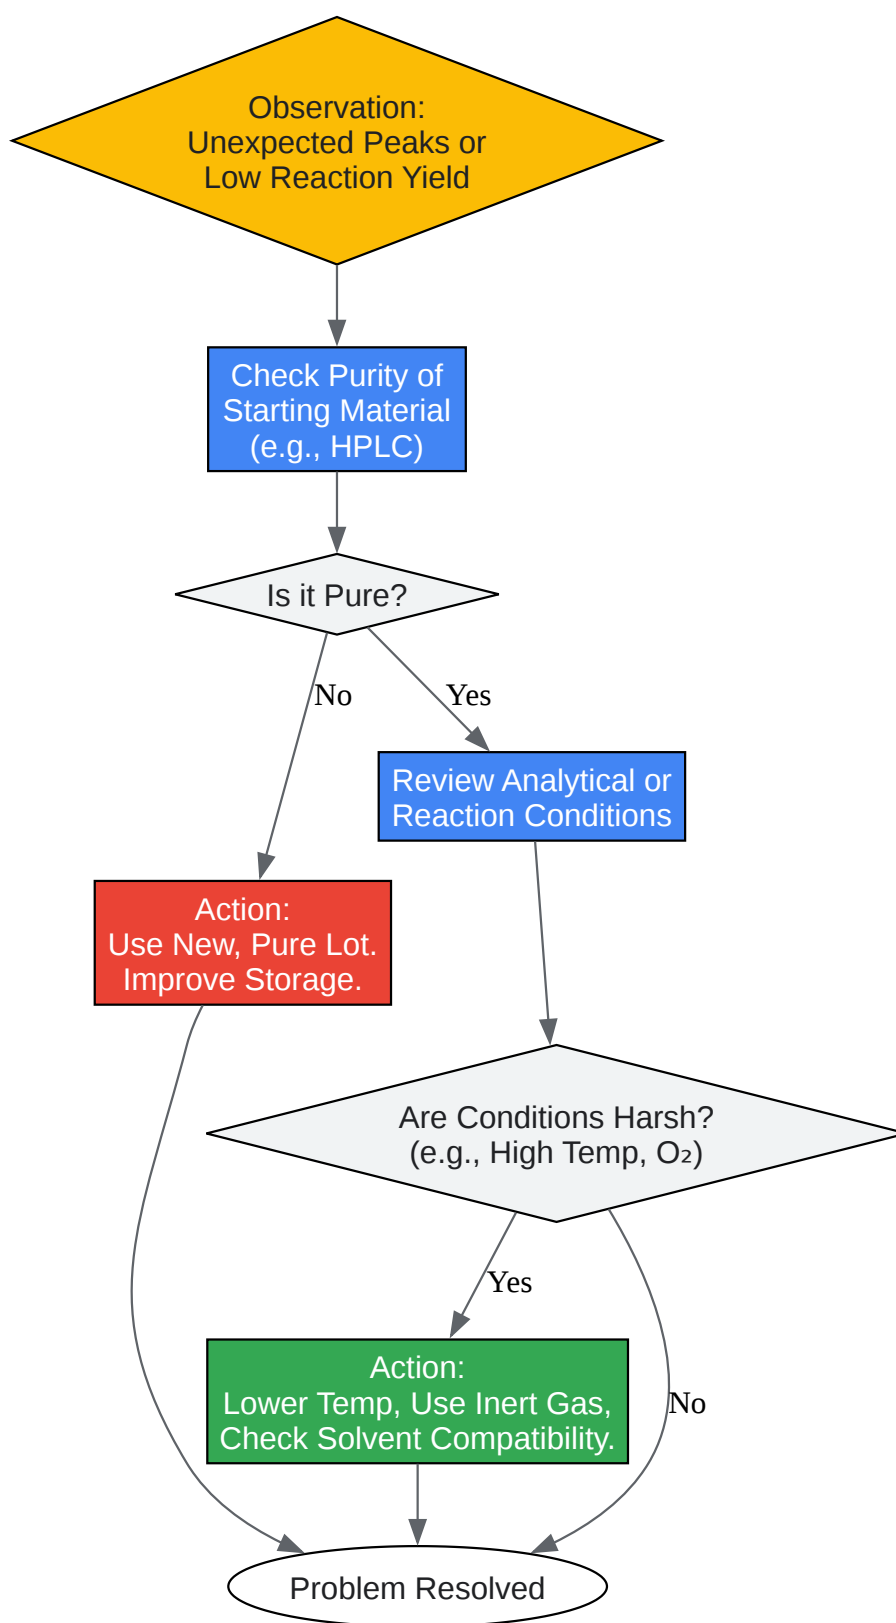 Observation:
Unexpected Peaks or
Low Reaction Yield
Check Purity of
Starting Material
(e.g., HPLC)
Is it Pure?
No
Yes
Review Analytical or
Reaction Conditions
Action:
Use New, Pure Lot.
Improve Storage.
Are Conditions Harsh?
(e.g., High Temp, O₂)
Yes
No
Action:
Lower Temp, Use Inert Gas,
Check Solvent Compatibility.
Problem Resolved